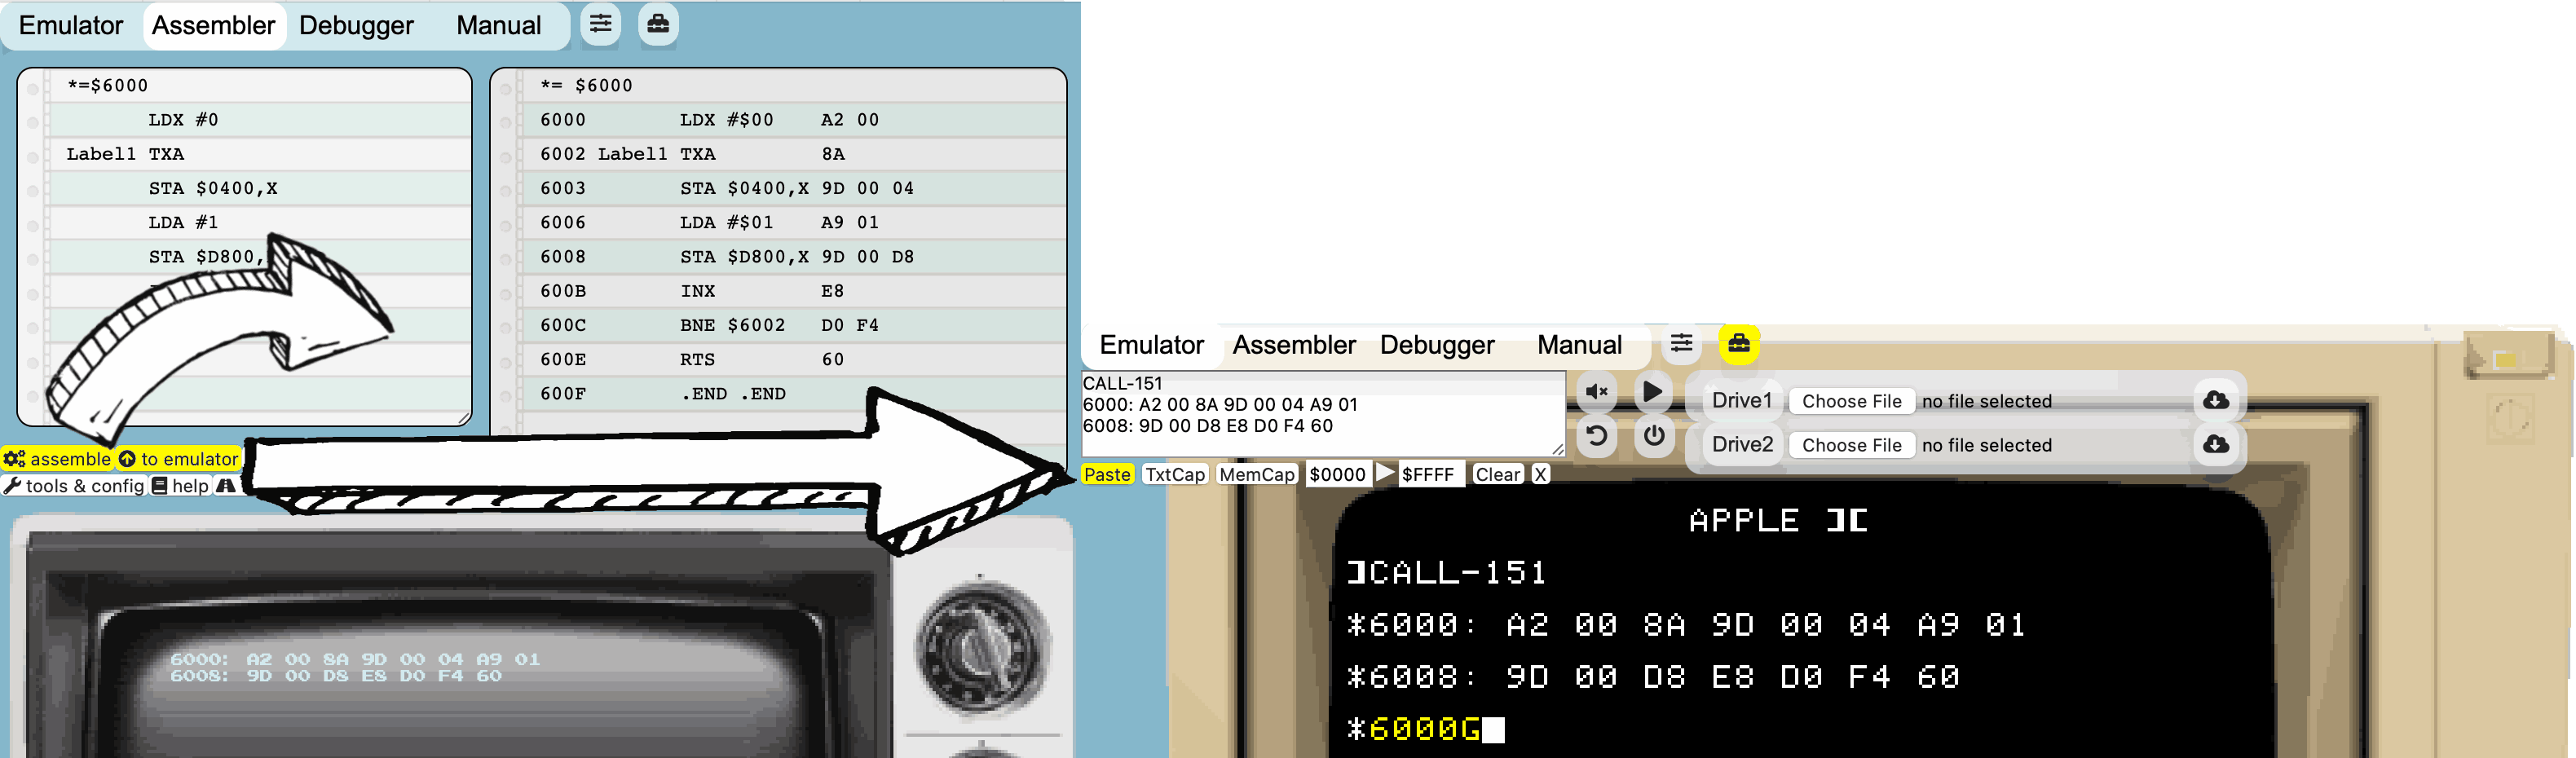 Emulator Assembler Debugger Manual
*=$6000
LDX #0
Label1 TXA
STA $0400,X
LDA #1
STA $D800,
*= $6000
6000 LDX #$00 A2 00
6002 Label1 TXA 8A
6003 STA $0400,X 9D 00 04
6006 LDA #$01 A9 01
6008 STA $D800,X 9D 00 D8
600B INX E8
600C BNE $6002 D0 F4
600E RTS 60
600F .END .END
assemble to emulator
tools & config help
6000: A2 00 8A 9D 00 04 A9 01
6008: 9D 00 D8 E8 D0 F4 60
Emulator Assembler Debugger Manual
CALL-151
6000: A2 00 8A 9D 00 04 A9 01
6008: 9D 00 D8 E8 D0 F4 60
Drive1 Choose File no file selected
Drive2 Choose File no file selected
Paste TxtCap MemCap $0000 $FFFF Clear X
APPLE ][
]CALL-151
*6000: A2 00 8A 9D 00 04 A9 01
*6008: 9D 00 D8 E8 D0 F4 60
*6000G